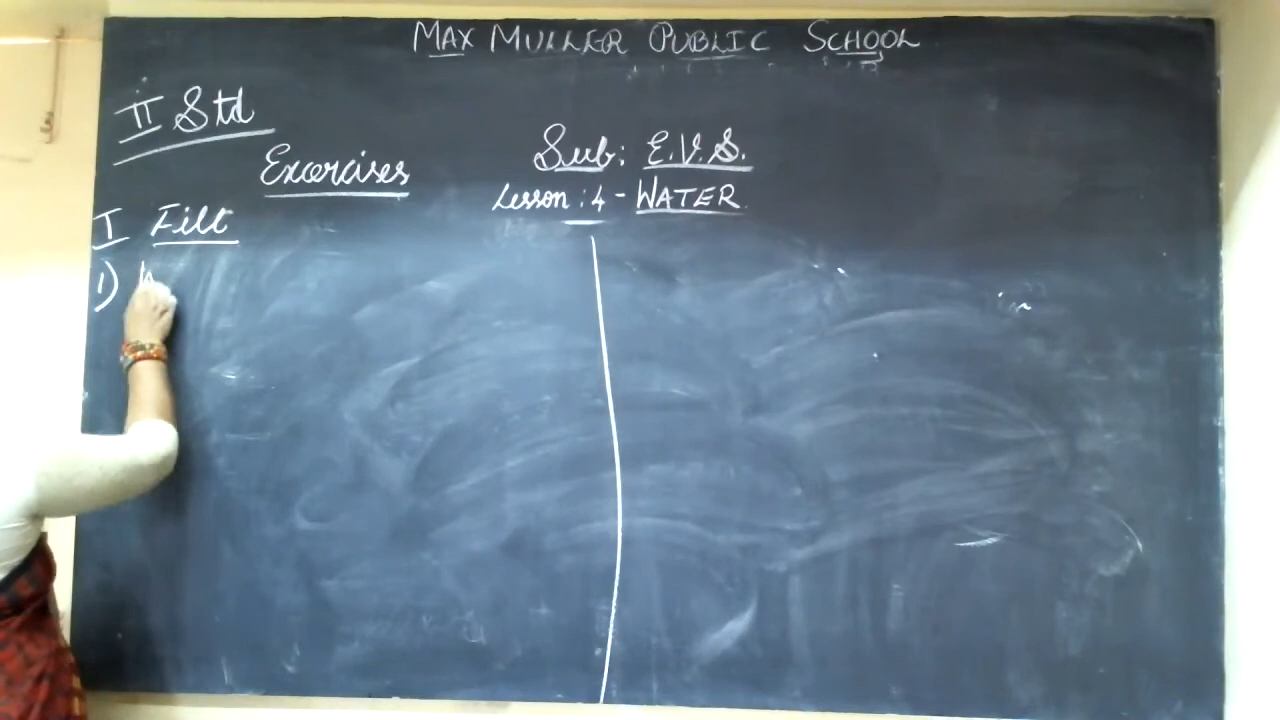 MAX MULLER PUBLIC SCHOOL
II Std
Sub: E.V.S.
Exercises
Lesson: 4 - WATER
I Fill
1)